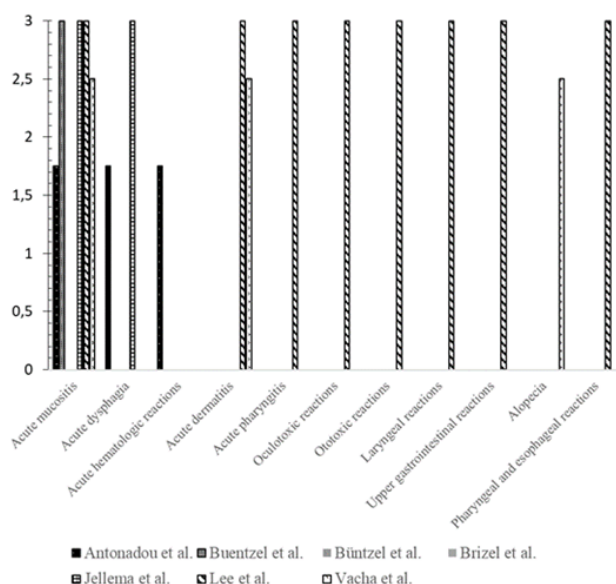 3
2,5
2
1,5
1
0,5
0
Acute mucositis
Acute dysphagia
Acute hematologic reactions
Acute dermatitis
Acute pharyngitis
Oculotoxic reactions
Ototoxic reactions
Laryngeal reactions
Upper gastrointestinal reactions
Alopecia
Pharyngeal and esophageal reactions
Antonadou et al. Buentzel et al. Büntzel et al. Brizel et al.
Jellema et al. Lee et al. Vacha et al.